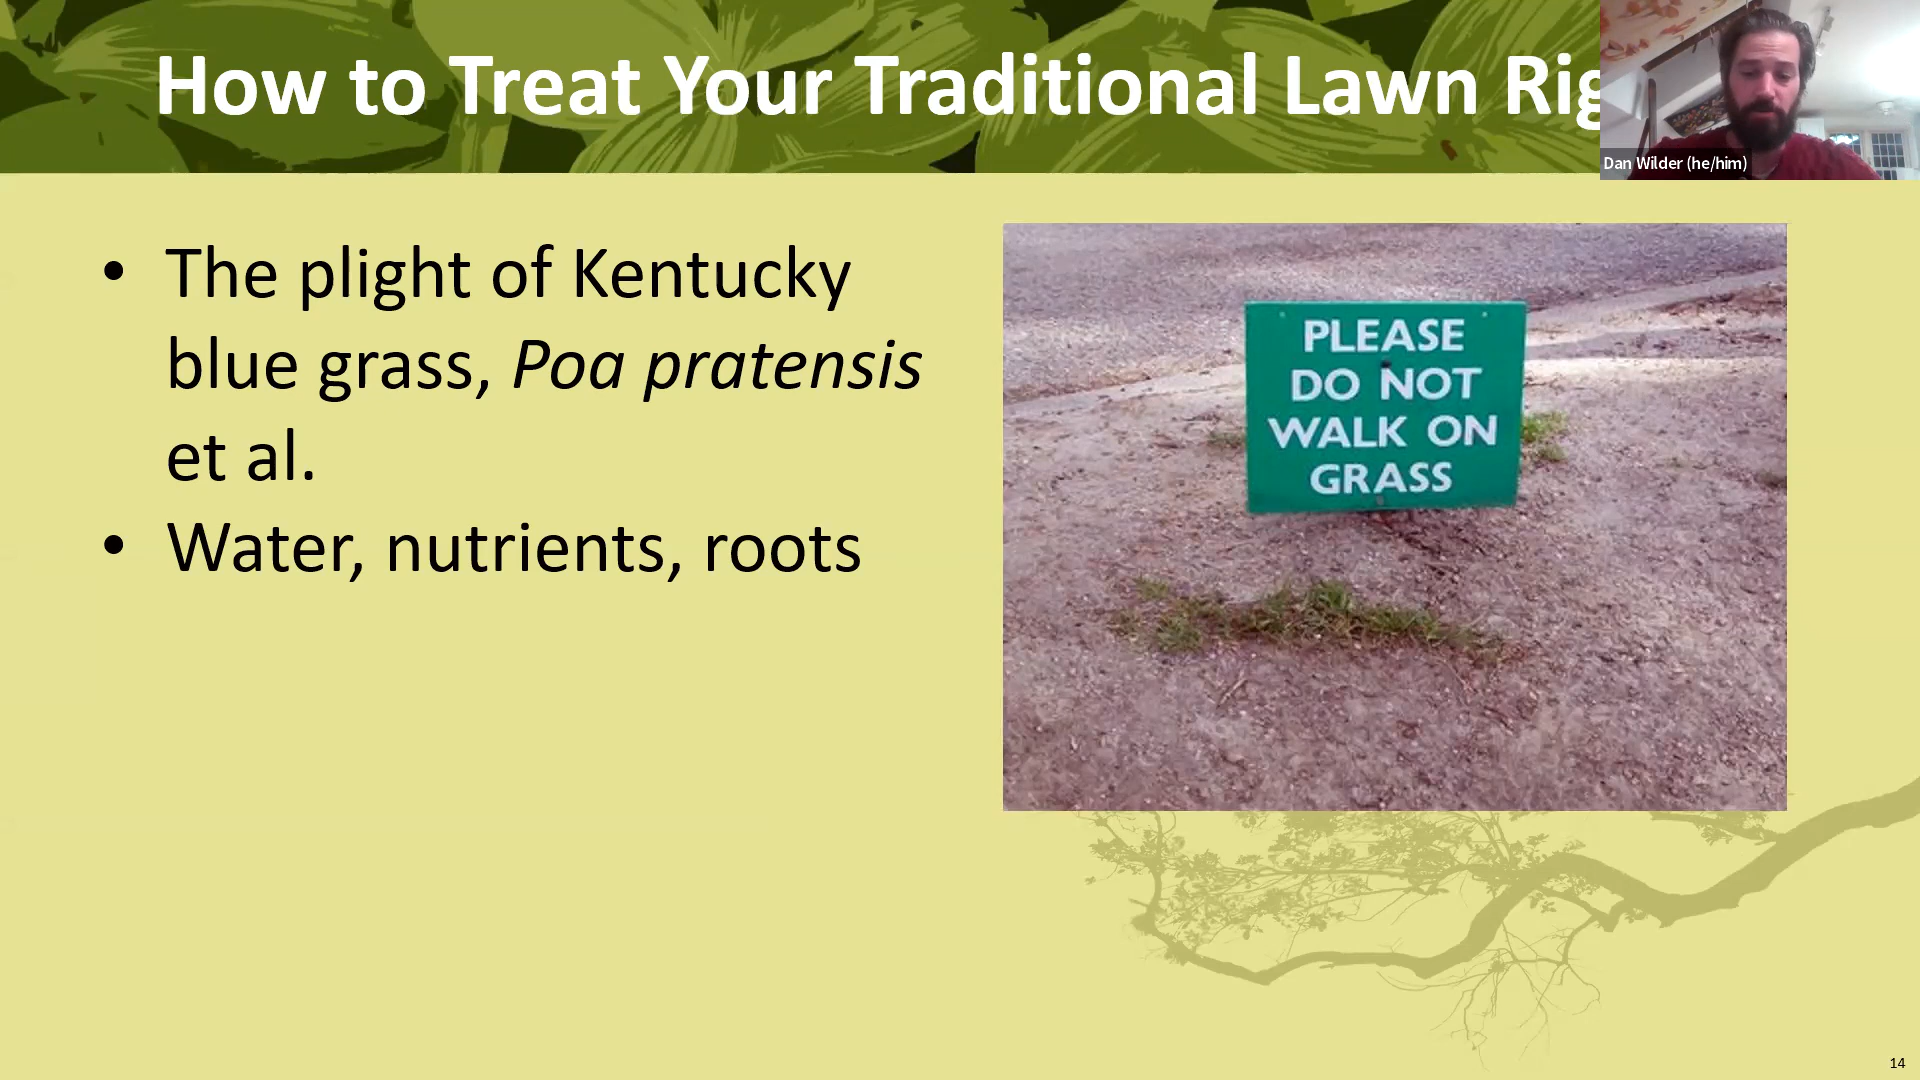 How to Treat Your Traditional Lawn Rig
Dan Wilder (he/him)
• The plight of Kentucky
blue grass, Poa pratensis
et al.
• Water, nutrients, roots
PLEASE
DO NOT
WALK ON
GRASS
14